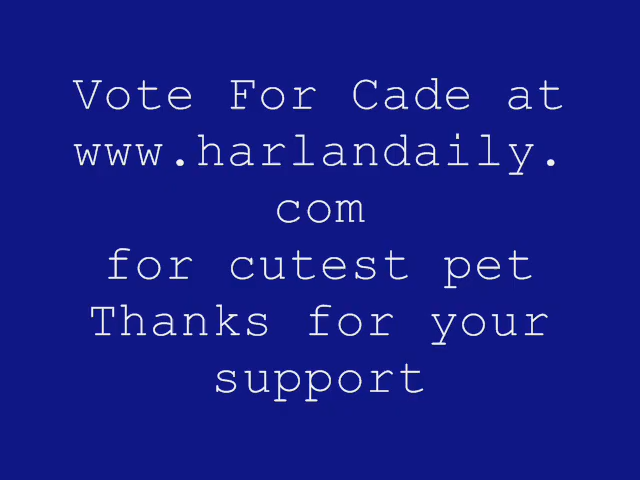 Vote For Cade at
www.harlandaily.
com
for cutest pet
Thanks for your
support